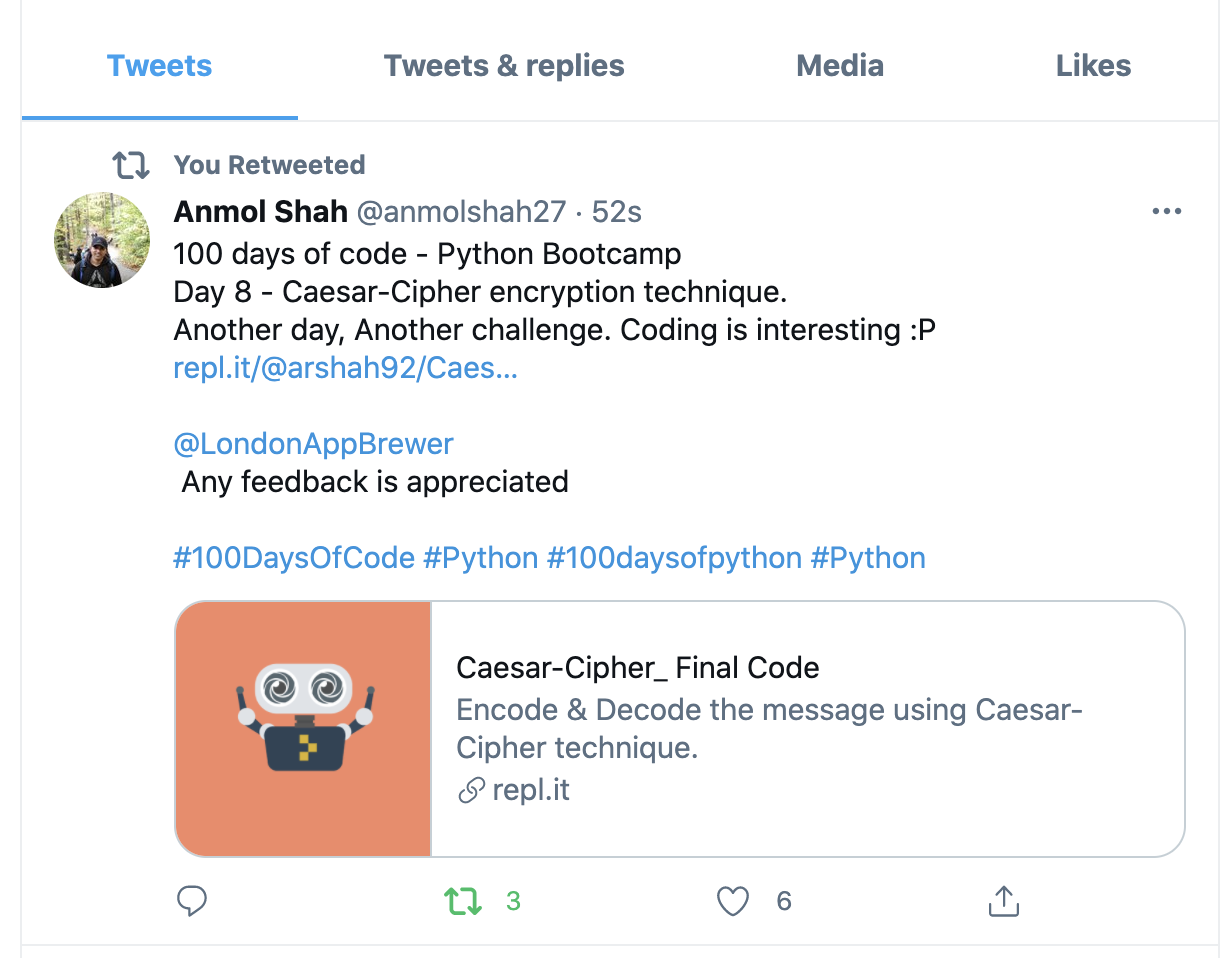 Tweets Tweets & replies Media Likes
You Retweeted
Anmol Shah @anmolshah27 · 52s
100 days of code - Python Bootcamp
Day 8 - Caesar-Cipher encryption technique.
Another day, Another challenge. Coding is interesting :P
repl.it/@arshah92/Caes...
@LondonAppBrewer
Any feedback is appreciated
#100DaysOfCode #Python #100daysofpython #Python
Caesar-Cipher_ Final Code
Encode & Decode the message using Caesar-
Cipher technique.
repl.it
3 6